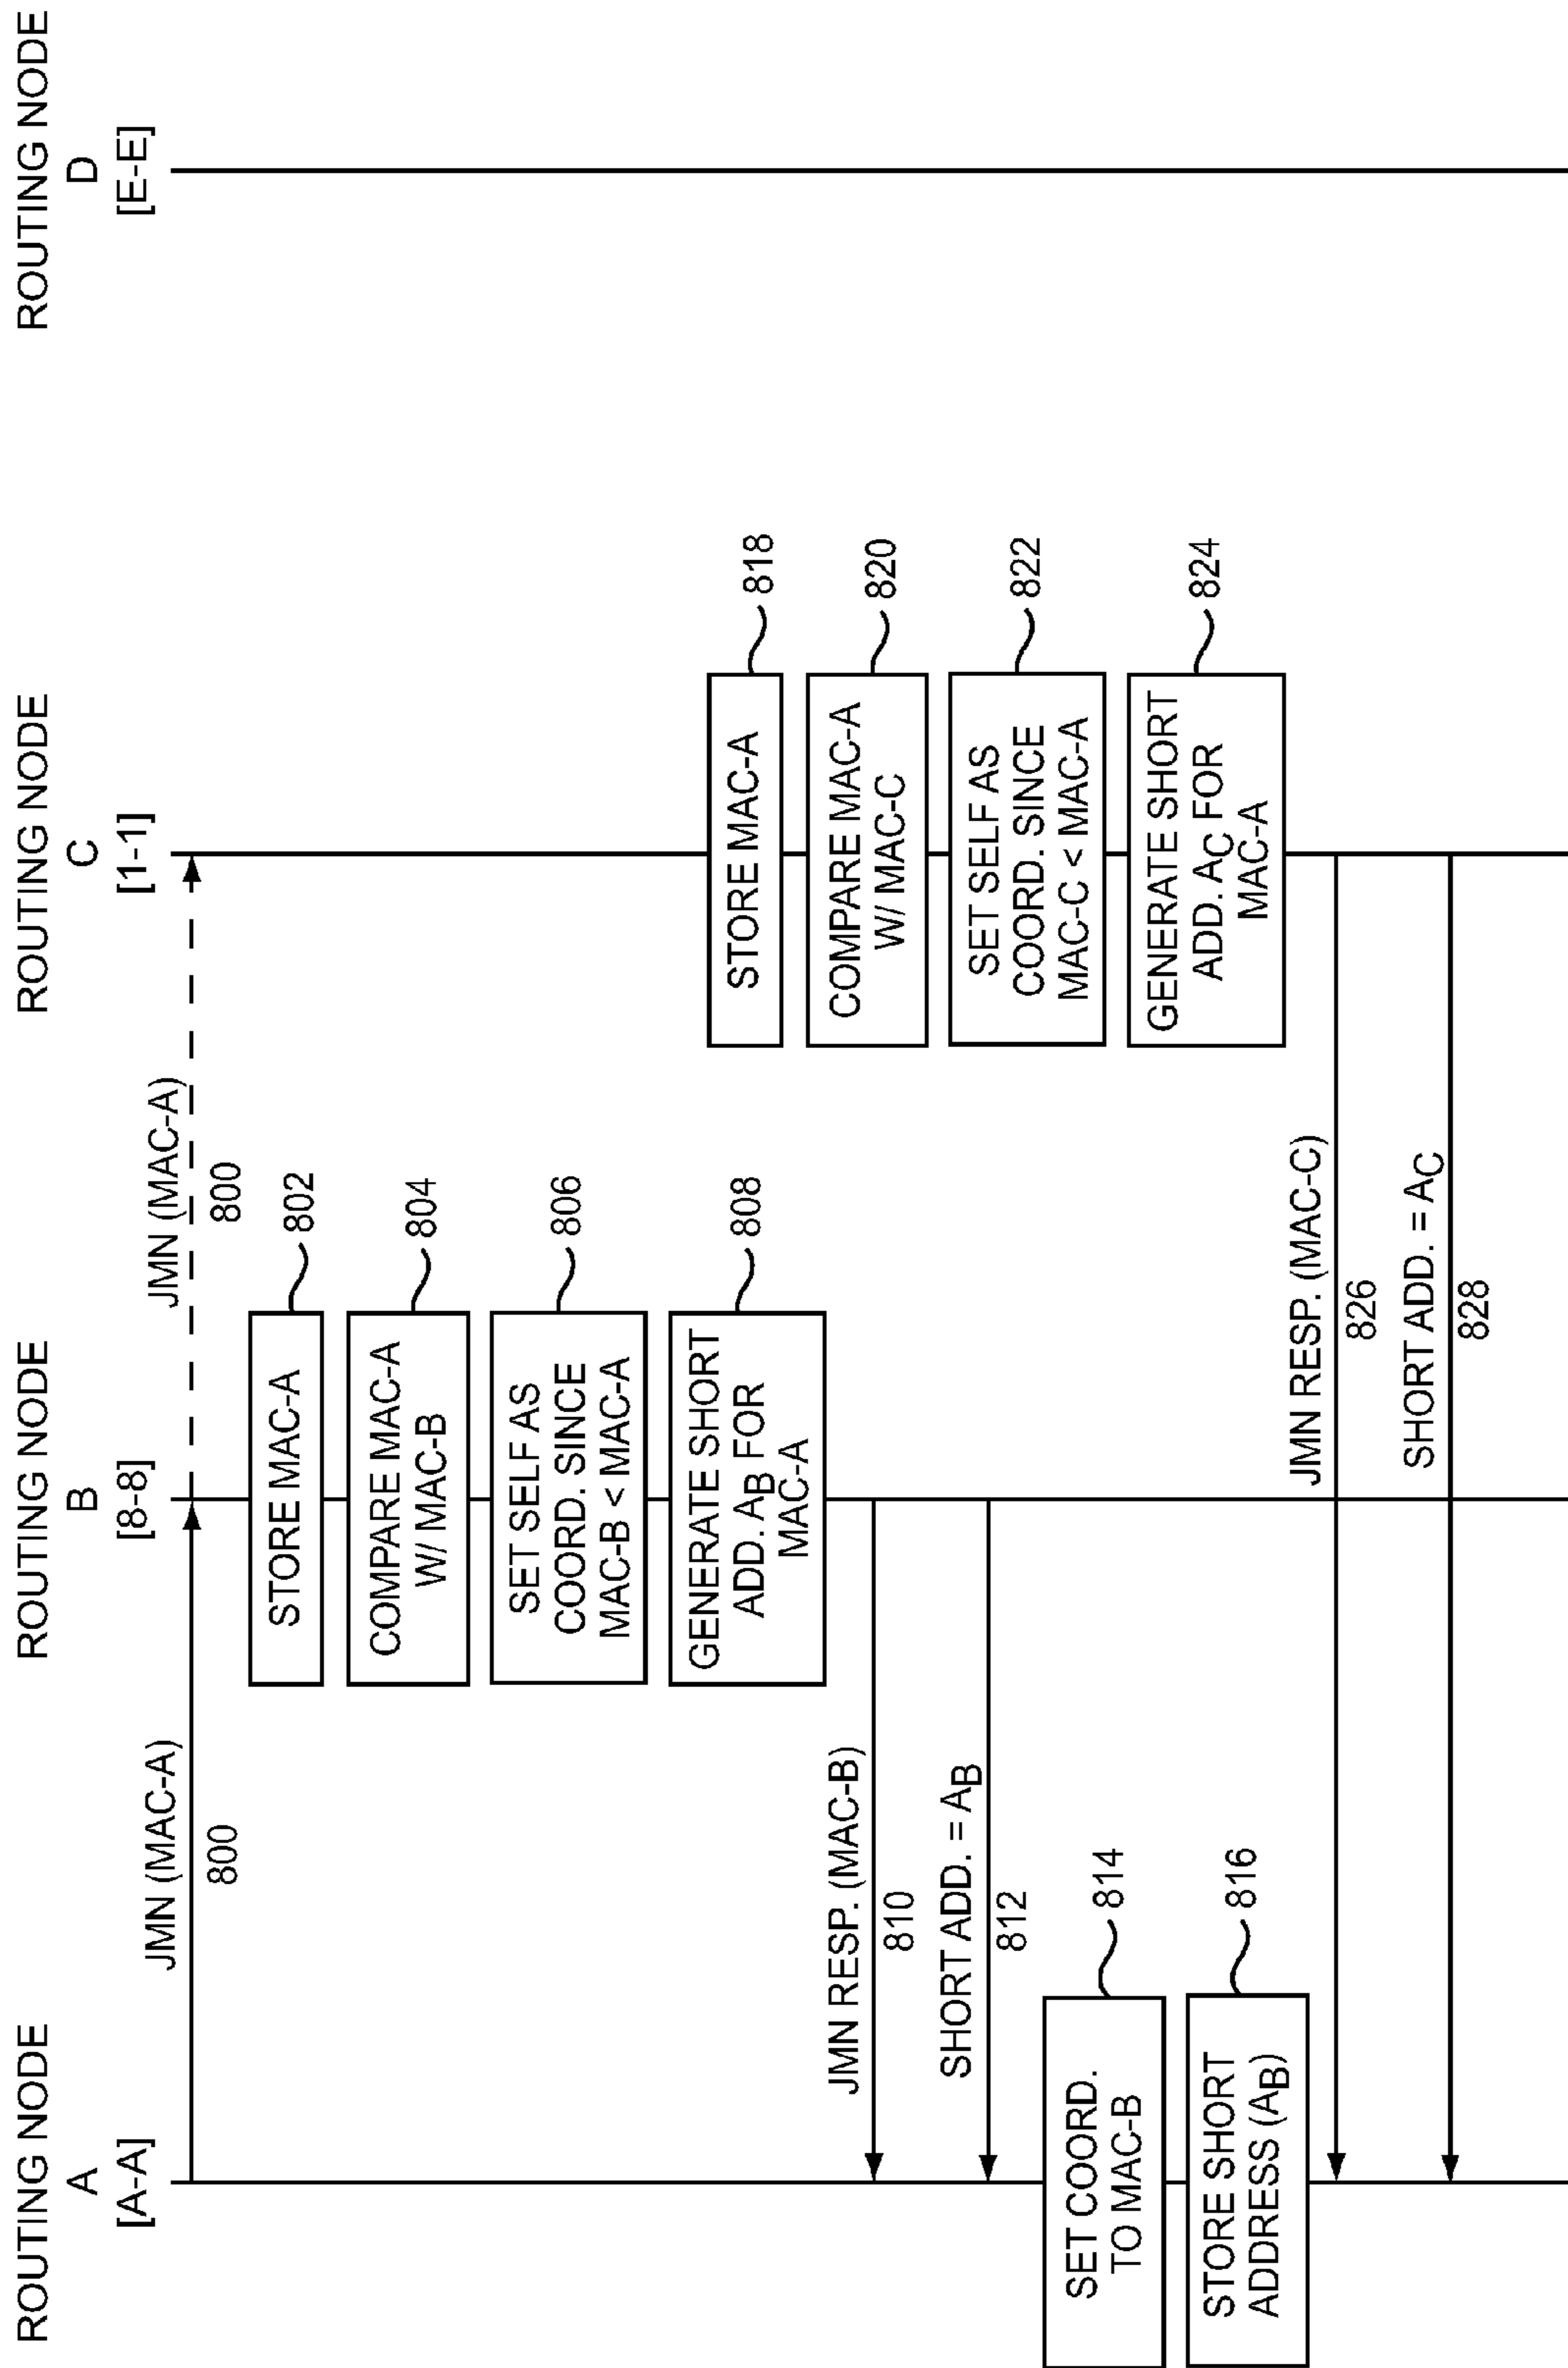 ROUTING NODE
A
[A-A]
ROUTING NODE
B
[8-8]
ROUTING NODE
C
[1-1]
ROUTING NODE
D
[E-E]
JMN (MAC-A)
800
JMN (MAC-A)
800
STORE MAC-A
802
COMPARE MAC-A
W/ MAC-B
804
SET SELF AS
COORD. SINCE
MAC-B < MAC-A
806
GENERATE SHORT
ADD. AB FOR
MAC-A
808
JMN RESP. (MAC-B)
810
SHORT ADD. = AB
812
SET COORD.
TO MAC-B
814
STORE SHORT
ADDRESS (AB)
816
STORE MAC-A
818
COMPARE MAC-A
W/ MAC-C
820
SET SELF AS
COORD. SINCE
MAC-C < MAC-A
822
GENERATE SHORT
ADD. AC FOR
MAC-A
824
JMN RESP. (MAC-C)
826
SHORT ADD. = AC
828